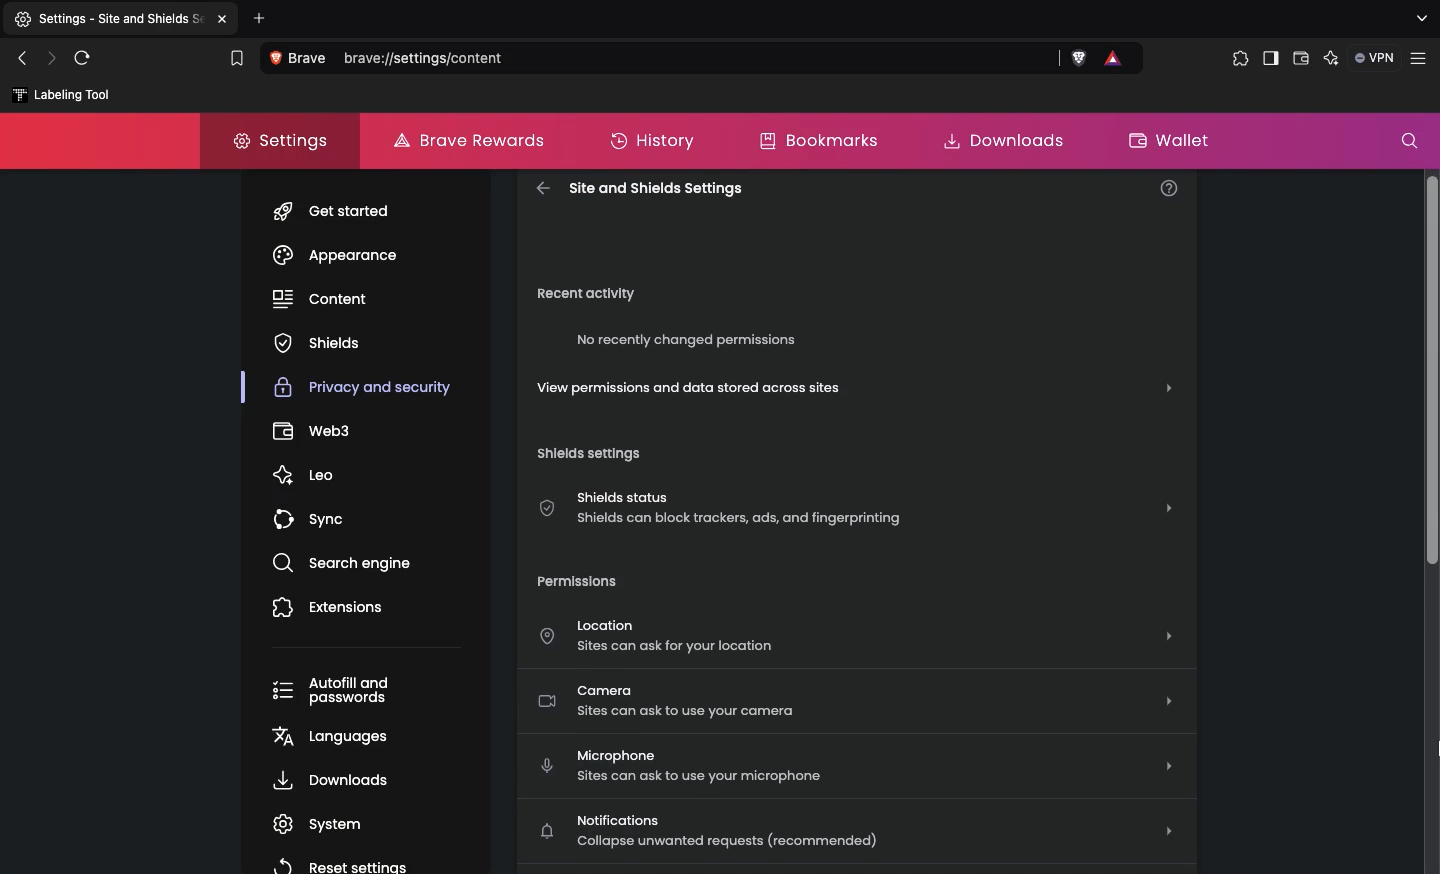 Settings - Site and Shields Se
Brave
brave://settings/content
VPN
Labeling Tool
Settings
Brave Rewards
History
Bookmarks
Downloads
Wallet
Get started
Appearance
Content
Shields
Privacy and security
Web3
Leo
Sync
Search engine
Extensions
Autofill and
passwords
Languages
Downloads
System
Reset settings
Site and Shields Settings
Recent activity
No recently changed permissions
View permissions and data stored across sites
Shields settings
Shields status
Shields can block trackers, ads, and fingerprinting
Permissions
Location
Sites can ask for your location
Camera
Sites can ask to use your camera
Microphone
Sites can ask to use your microphone
Notifications
Collapse unwanted requests (recommended)